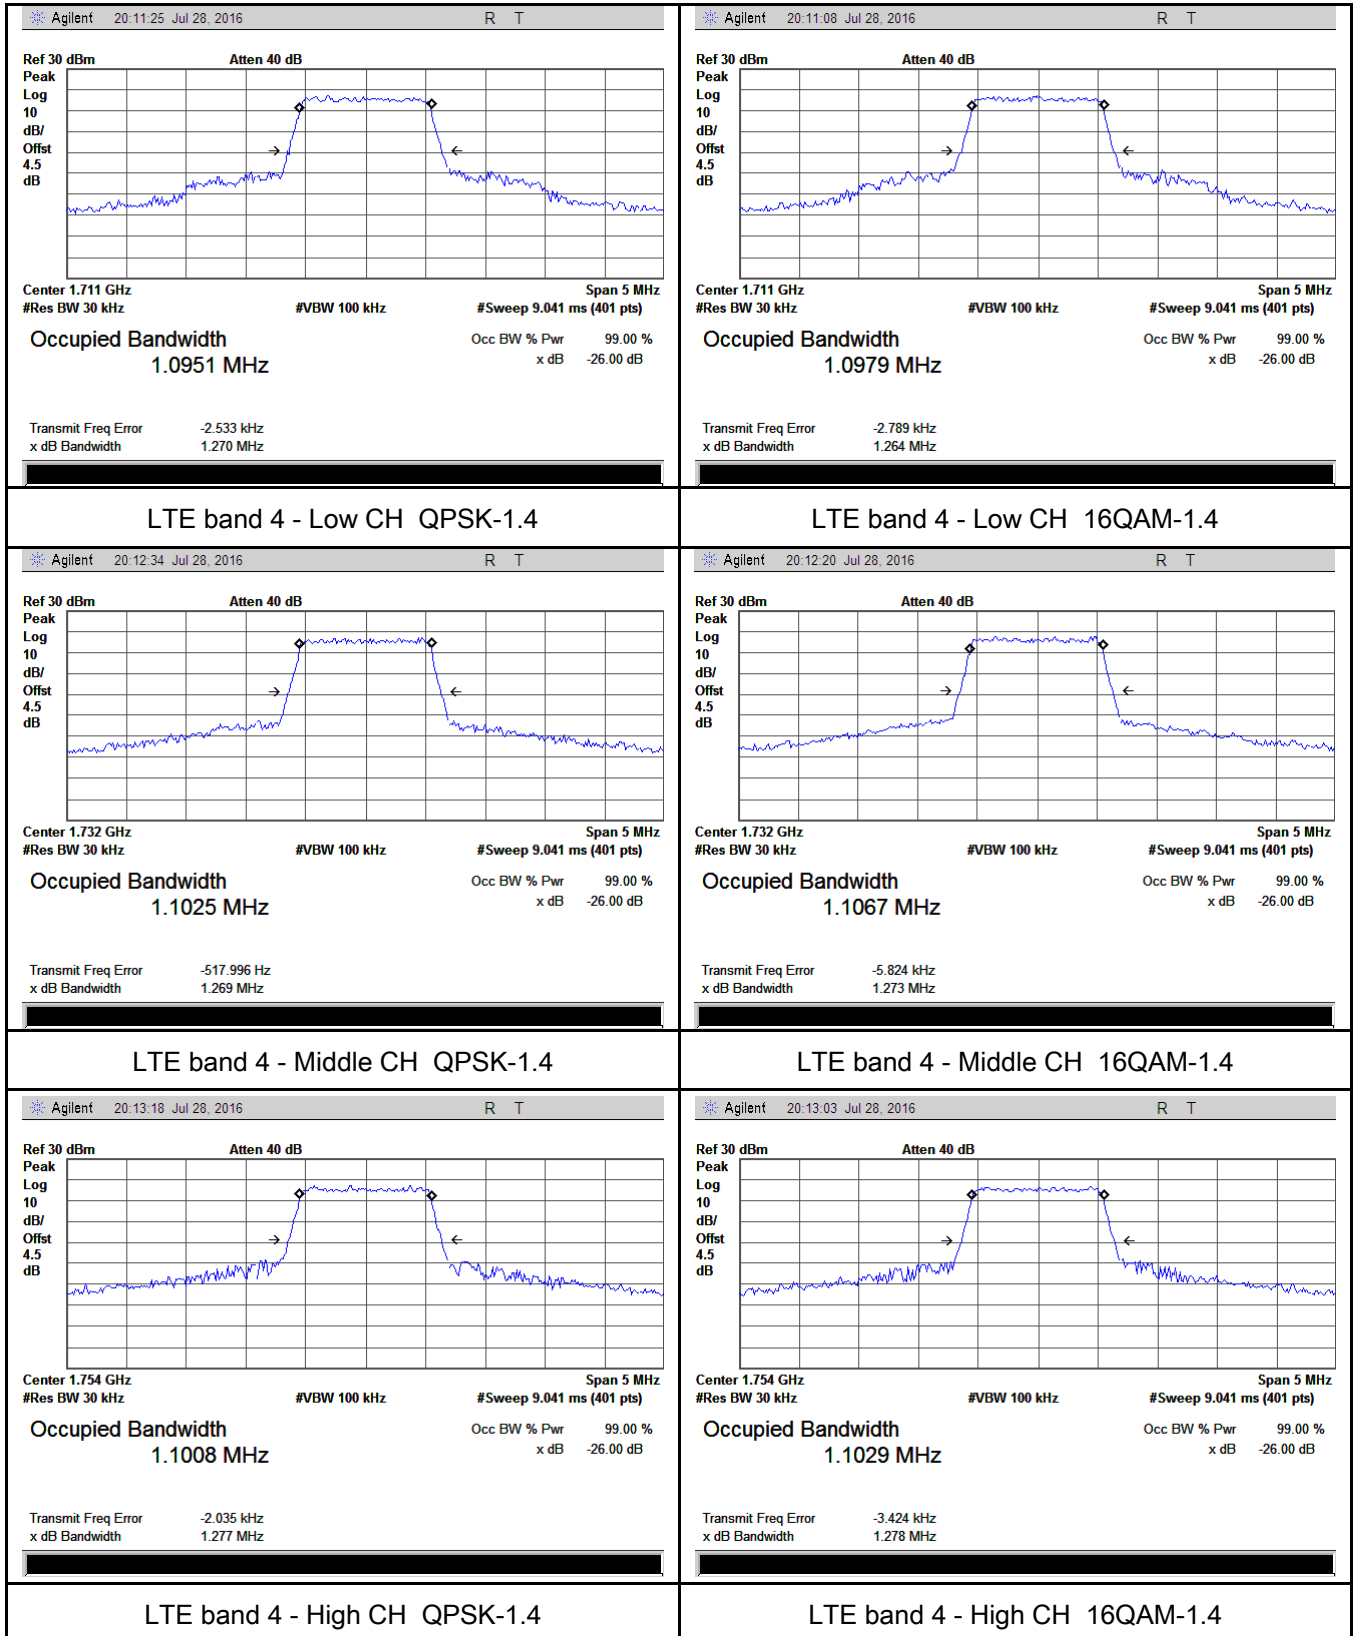 Agilent 20:11:25 Jul 28, 2016 R T
Ref 30 dBm Atten 40 dB
Peak
Log
10
dB/
Offst
4.5
dB
Center 1.711 GHz Span 5 MHz
#Res BW 30 kHz #VBW 100 kHz #Sweep 9.041 ms (401 pts)
Occupied Bandwidth Occ BW % Pwr 99.00 %
1.0951 MHz x dB -26.00 dB
Transmit Freq Error -2.533 kHz
x dB Bandwidth 1.270 MHz
LTE band 4 - Low CH QPSK-1.4
Agilent 20:11:08 Jul 28, 2016 R T
Ref 30 dBm Atten 40 dB
Peak
Log
10
dB/
Offst
4.5
dB
Center 1.711 GHz Span 5 MHz
#Res BW 30 kHz #VBW 100 kHz #Sweep 9.041 ms (401 pts)
Occupied Bandwidth Occ BW % Pwr 99.00 %
1.0979 MHz x dB -26.00 dB
Transmit Freq Error -2.789 kHz
x dB Bandwidth 1.264 MHz
LTE band 4 - Low CH 16QAM-1.4
Agilent 20:12:34 Jul 28, 2016 R T
Ref 30 dBm Atten 40 dB
Peak
Log
10
dB/
Offst
4.5
dB
Center 1.732 GHz Span 5 MHz
#Res BW 30 kHz #VBW 100 kHz #Sweep 9.041 ms (401 pts)
Occupied Bandwidth Occ BW % Pwr 99.00 %
1.1025 MHz x dB -26.00 dB
Transmit Freq Error -517.996 Hz
x dB Bandwidth 1.269 MHz
LTE band 4 - Middle CH QPSK-1.4
Agilent 20:12:20 Jul 28, 2016 R T
Ref 30 dBm Atten 40 dB
Peak
Log
10
dB/
Offst
4.5
dB
Center 1.732 GHz Span 5 MHz
#Res BW 30 kHz #VBW 100 kHz #Sweep 9.041 ms (401 pts)
Occupied Bandwidth Occ BW % Pwr 99.00 %
1.1067 MHz x dB -26.00 dB
Transmit Freq Error -5.824 kHz
x dB Bandwidth 1.273 MHz
LTE band 4 - Middle CH 16QAM-1.4
Agilent 20:13:18 Jul 28, 2016 R T
Ref 30 dBm Atten 40 dB
Peak
Log
10
dB/
Offst
4.5
dB
Center 1.754 GHz Span 5 MHz
#Res BW 30 kHz #VBW 100 kHz #Sweep 9.041 ms (401 pts)
Occupied Bandwidth Occ BW % Pwr 99.00 %
1.1008 MHz x dB -26.00 dB
Transmit Freq Error -2.035 kHz
x dB Bandwidth 1.277 MHz
LTE band 4 - High CH QPSK-1.4
Agilent 20:13:03 Jul 28, 2016 R T
Ref 30 dBm Atten 40 dB
Peak
Log
10
dB/
Offst
4.5
dB
Center 1.754 GHz Span 5 MHz
#Res BW 30 kHz #VBW 100 kHz #Sweep 9.041 ms (401 pts)
Occupied Bandwidth Occ BW % Pwr 99.00 %
1.1029 MHz x dB -26.00 dB
Transmit Freq Error -3.424 kHz
x dB Bandwidth 1.278 MHz
LTE band 4 - High CH 16QAM-1.4